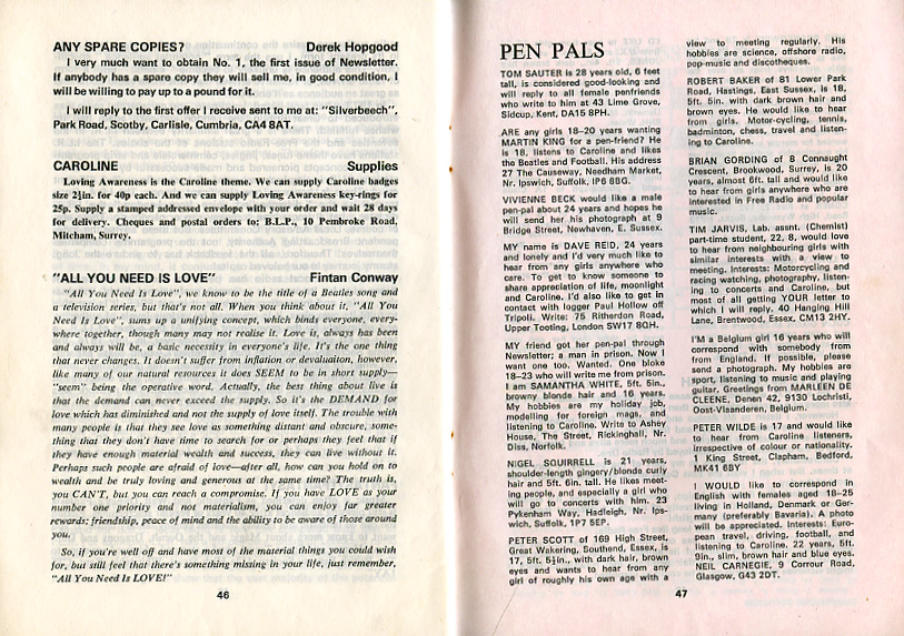 ANY SPARE COPIES? Derek Hopgood
I very much want to obtain No. 1, the first issue of Newsletter.
If anybody has a spare copy they will sell me, in good condition, I
will be willing to pay up to a pound for it.
I will reply to the first offer I receive sent to me at: "Silverbeech",
Park Road, Scotby, Carlisle, Cumbria, CA4 8AT.
CAROLINE Supplies
Loving Awareness is the Caroline theme. We can supply Caroline badges
size 2½in. for 40p each. And we can supply Loving Awareness key-rings for
25p. Supply a stamped addressed envelope with your order and wait 28 days
for delivery. Cheques and postal orders to: B.L.P., 10 Pembroke Road,
Mitcham, Surrey.
"ALL YOU NEED IS LOVE" Fintan Conway
"All You Need Is Love", we know to be the title of a Beatles song and
a television series, but that's not all. When you think about it, "All You
Need Is Love", sums up a unifying concept, which binds everyone, every-
where together, though many may not realise it. Love is, always has been
and always will be, a basic necessity in everyone's life. It's the one thing
that never changes. It doesn't suffer from inflation or devaluaiton, however,
like many of our natural resources it does SEEM to be in short supply—
"seem" being the operative word. Actually, the best thing about live is
that the demand can never exceed the supply. So it's the DEMAND for
love which has diminished and not the supply of love itself. The trouble with
many people is that they see love as something distant and obscure, some-
thing that they don't have time to search for or perhaps they feel that if
they have enough material wealth and success, they can live without it.
Perhaps such people are afraid of love—after all, how can you hold on to
wealth and be truly loving and generous at the same time? The truth is,
you CAN'T, but you can reach a compromise. If you have LOVE as your
number one priority and not materialism, you can enjoy far greater
rewards; friendship, peace of mind and the ability to be aware of those around
you.
So, if you're well off and have most of the material things you could wish
for, but still feel that there's something missing in your life, just remember,
"All You Need Is LOVE!"
46
PEN PALS
TOM SAUTER is 28 years old, 6 feet
tall, is considered good-looking and
will reply to all female penfriends
who write to him at 43 Lime Grove,
Sidcup, Kent, DA15 8PH.
ARE any girls 18–20 years wanting
MARTIN KING for a pen-friend? He
is 18, listens to Caroline and likes
the Beatles and Football. His address
27 The Causeway, Needham Market,
Nr. Ipswich, Suffolk, IP6 8BG.
VIVIENNE BECK would like a male
pen-pal about 24 years and hopes he
will send her his photograph at 9
Bridge Street, Newhaven, E. Sussex.
MY name is DAVE REID, 24 years
and lonely and I'd very much like to
hear from any girls anywhere who
care. To get to know someone to
share appreciation of life, moonlight
and Caroline. I'd also like to get in
contact with logger Paul Hollow off
Tripoli. Write: 75 Ritherdon Road,
Upper Tooting, London SW17 8QH.
MY friend got her pen-pal through
Newsletter; a man in prison. Now I
want one too. Wanted. One bloke
18–23 who will write me from prison.
I am SAMANTHA WHITE, 5ft. 5in.,
browny blonde hair and 16 years.
My hobbies are my holiday job,
modelling for foreign mags, and
listening to Caroline. Write to Ashey
House, The Street, Rickinghall, Nr.
Diss, Norfolk.
NIGEL SQUIRRELL is 21 years,
shoulder-length gingery/blonde curly
hair and 5ft. 6in. tall. He likes meet-
ing people, and especially a girl who
will go to concerts with him. 23
Pykenham Way, Hadleigh, Nr. Ips-
wich, Suffolk, 1P7 5EP.
PETER SCOTT of 169 High Street,
Great Wakering, Southend, Essex, is
17, 5ft. 5½in., with dark hair, brown
eyes and wants to hear from any
girl of roughly his own age with a
view to meeting regularly. His
hobbies are science, offshore radio,
pop-music and discotheques.
ROBERT BAKER of 81 Lower Park
Road, Hastings, East Sussex, is 18,
5ft. 5in. with dark brown hair and
brown eyes. He would like to hear
from girls. Motor-cycling, tennis,
badminton, chess, travel and listen-
ing to Caroline.
BRIAN GORDING of 8 Connaught
Crescent, Brookwood, Surrey, is 20
years, almost 6ft. tall and would like
to hear from girls anywhere who are
interested in Free Radio and popular
music.
TIM JARVIS, Lab. assnt. (Chemist)
part-time student, 22, 8, would love
to hear from neighbouring girls with
similar interests with a view to
meeting. Interests: Motorcycling and
racing watching, photography, listen-
ing to concerts and Caroline, but
most of all getting YOUR letter to
which I will reply. 40 Hanging Hill
Lane, Brentwood, Essex, CM13 2HY.
I'M a Belgium girl 16 years who will
correspond with somebody from
from England. If possible, please
send a photograph. My hobbies are
sport, listening to music and playing
guitar. Greetings from MARLEEN DE
CLEENE, Denen 42, 9130 Lochristi,
Oost-Vlaanderen, Belgium.
PETER WILDE is 17 and would like
to hear from Caroline listeners,
irrespective of colour or nationality.
1 King Street, Clapham, Bedford,
MK41 6BY
I WOULD like to correspond in
English with females aged 18–25
living in Holland, Denmark or Ger-
many (preferably Bavaria). A photo
will be appreciated. Interests: Euro-
pean travel, driving, football, and
listening to Caroline. 22 years, 5ft.
9in., slim, brown hair and blue eyes.
NEIL CARNEGIE, 9 Corrour Road,
Glasgow, G43 2DT.
47